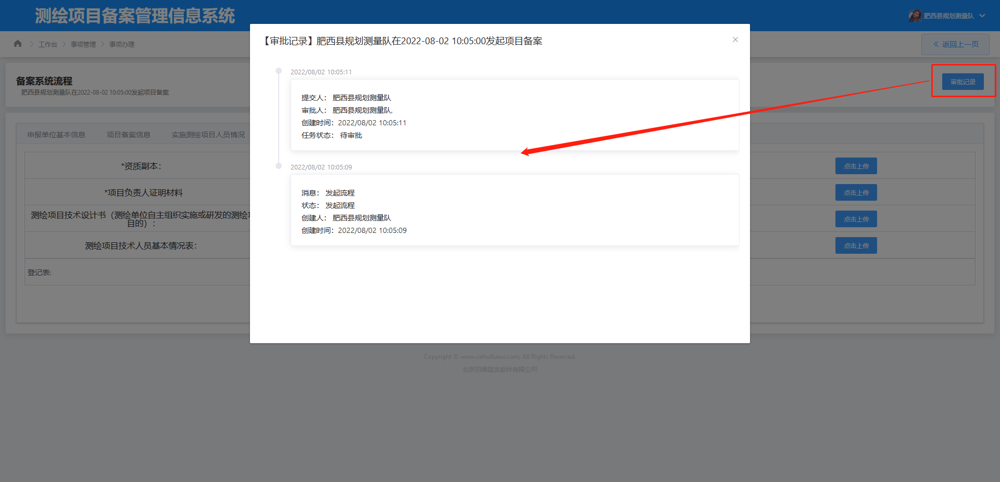 测绘项目备案管理信息系统
肥西县规划测量队
工作台
事项管理
事项办理
返回上一页
备案系统流程
肥西县规划测量队在2022-08-02 10:05:00发起项目备案
审批记录
【审批记录】肥西县规划测量队在2022-08-02 10:05:00发起项目备案
2022/08/02 10:05:11
提交人： 肥西县规划测量队
审批人： 肥西县规划测量队,
创建时间：2022/08/02 10:05:11
任务状态： 待审批
2022/08/02 10:05:09
消息： 发起流程
状态： 发起流程
创建人： 肥西县规划测量队
创建时间：2022/08/02 10:05:09
申报单位基本信息
项目备案信息
实施测绘项目人员情况
*资质副本：
点击上传
*项目负责人证明材料
点击上传
测绘项目技术设计书（测绘单位自主组织实施或研发的测绘项
目的）：
点击上传
测绘项目技术人员基本情况表：
点击上传
登记表:
Copyright © www.cehuifuwu.com, All Rights Reserved.
北京四维益友软件有限公司